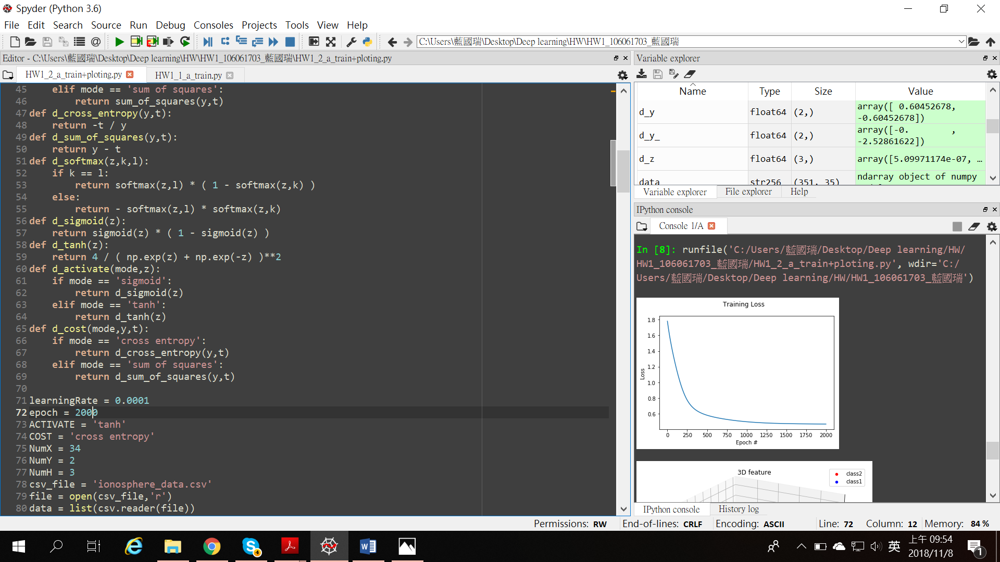 Spyder (Python 3.6)
File Edit Search Source Run Debug Consoles Projects Tools View Help
C:\Users\藍國瑞\Desktop\Deep learning\HW\HW1_106061703_藍國瑞
Editor - C:\Users\藍國瑞\Desktop\Deep learning\HW\HW1_106061703_藍國瑞\HW1_2_a_train+ploting.py
HW1_2_a_train+ploting.py HW1_1_a_train.py
45 elif mode == 'sum of squares':
46 return sum_of_squares(y,t)
47 def d_cross_entropy(y,t):
48 return -t / y
49 def d_sum_of_squares(y,t):
50 return y - t
51 def d_softmax(z,k,l):
52 if k == l:
53 return softmax(z,l) * ( 1 - softmax(z,k) )
54 else:
55 return - softmax(z,l) * softmax(z,k)
56 def d_sigmoid(z):
57 return sigmoid(z) * ( 1 - sigmoid(z) )
58 def d_tanh(z):
59 return 4 / ( np.exp(z) + np.exp(-z) )**2
60 def d_activate(mode,z):
61 if mode == 'sigmoid':
62 return d_sigmoid(z)
63 elif mode == 'tanh':
64 return d_tanh(z)
65 def d_cost(mode,y,t):
66 if mode == 'cross entropy':
67 return d_cross_entropy(y,t)
68 elif mode == 'sum of squares':
69 return d_sum_of_squares(y,t)
70
71 learningRate = 0.0001
72 epoch = 2000
73 ACTIVATE = 'tanh'
74 COST = 'cross entropy'
75 NumX = 34
76 NumY = 2
77 NumH = 3
78 csv_file = 'ionosphere_data.csv'
79 file = open(csv_file,'r')
80 data = list(csv.reader(file))
Variable explorer
Name Type Size Value
d_y float64 (2,) array([ 0.60452678,
-0.60452678])
d_y_ float64 (2,) array([-0. ,
-2.52861622])
d_z float64 (3,) array([5.09971174e-07, …
data str256 (351, 35) ndarray object of numpy
Variable explorer File explorer Help
IPython console
Console 1/A
In [8]: runfile('C:/Users/藍國瑞/Desktop/Deep learning/HW/
HW1_106061703_藍國瑞/HW1_2_a_train+ploting.py', wdir='C:/
Users/藍國瑞/Desktop/Deep learning/HW/HW1_106061703_藍國瑞')
Training Loss
1.8
1.6
1.4
1.2
1.0
0.8
0.6
Loss
0 250 500 750 1000 1250 1500 1750 2000
Epoch #
3D feature
class2
class1
IPython console History log
Permissions: RW End-of-lines: CRLF Encoding: ASCII Line: 72 Column: 12 Memory: 84 %
4
英
上午 09:54
2018/11/8
1